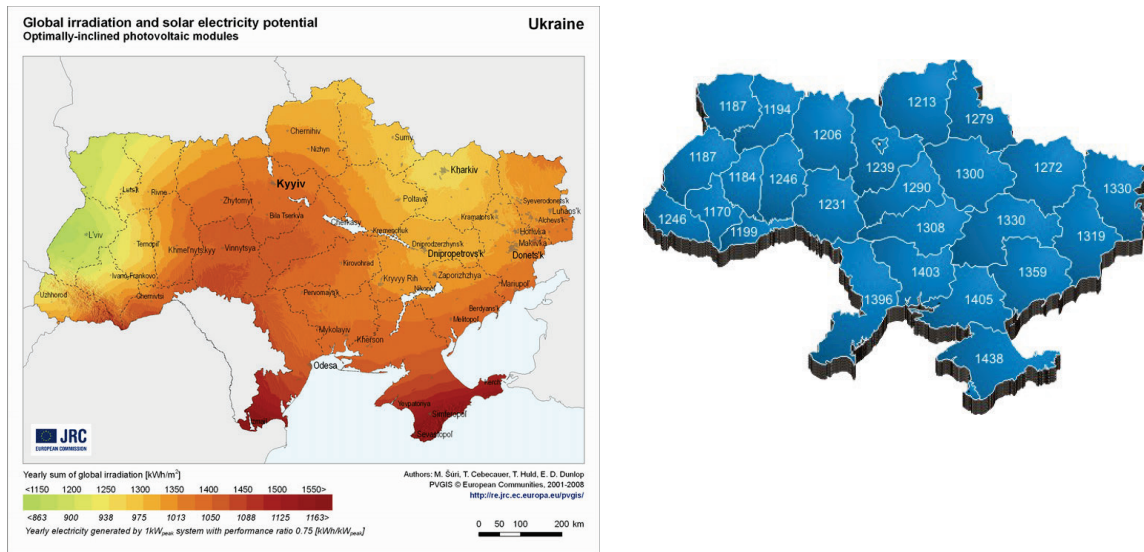 Global irradiation and solar electricity potential
Optimally-inclined photovoltaic modules
Ukraine
Chernihiv
Sumy
Nizhyn
Kharkiv
Kyyiv
Luts'k
Rivne
Zhytomyr
Poltava
Syverodonets'k
L'viv
Bila Tserkva
Cherkasy
Kramators'k
Luhans'k
Alchevs'k
Ternopil'
Khmel'nyts'kyy
Vinnytsya
Kremenchuk
Horlivka
Makiivka
Dniprodzerzhyns'k
Dnipropetrovs'k
Donets'k
Ivano-Frankovo
Kirovohrad
Uzhhorod
Chernivtsi
Kryvyy Rih
Zaporizhzhya
Nikopol'
Mariupol'
Pervomays'k
Berdyans'k
Melitopol'
Mykolayiv
Kherson
Odesa
Yevpatoriya
Simferopol'
Sevastopol'
JRC
EUROPEAN COMMISSION
Yearly sum of global irradiation [kWh/m²]
<1150 1200 1250 1300 1350 1400 1450 1500 1550>
<863 900 938 975 1013 1050 1088 1125 1163>
Yearly electricity generated by 1kWpeak system with performance ratio 0.75 [kWh/kWpeak]
Authors: M. Šúri, T. Cebecauer, T. Huld, E. D. Dunlop
PVGIS © European Communities, 2001-2008
http://re.jrc.ec.europa.eu/pvgis/
0 50 100 200 km
1187
1194
1206
1213
1279
1187
1184
1246
1239
1290
1300
1272
1330
1246
1170
1199
1231
1308
1330
1319
1403
1359
1396
1405
1438